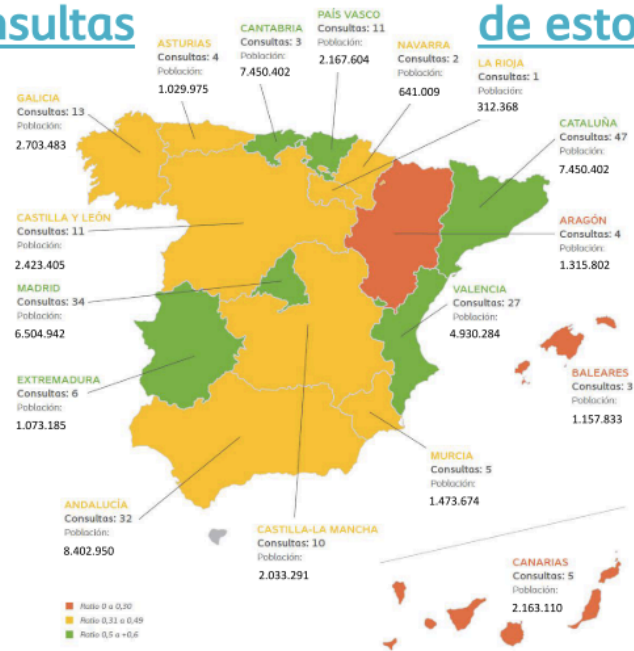 nsultas
de esto
ASTURIAS
Consultas: 4
Población:
1.029.975
CANTABRIA
Consultas: 3
Población:
7.450.402
PAÍS VASCO
Consultas: 11
Población:
2.167.604
NAVARRA
Consultas: 2
Población:
641.009
LA RIOJA
Consultas: 1
Población:
312.368
GALICIA
Consultas: 13
Población:
2.703.483
CATALUÑA
Consultas: 47
Población:
7.450.402
CASTILLA Y LEÓN
Consultas: 11
Población:
2.423.405
ARAGÓN
Consultas: 4
Población:
1.315.802
MADRID
Consultas: 34
Población:
6.504.942
VALENCIA
Consultas: 27
Población:
4.930.284
EXTREMADURA
Consultas: 6
Población:
1.073.185
BALEARES
Consultas: 3
Población:
1.157.833
MURCIA
Consultas: 5
Población:
1.473.674
ANDALUCÍA
Consultas: 32
Población:
8.402.950
CASTILLA-LA MANCHA
Consultas: 10
Población:
2.033.291
CANARIAS
Consultas: 5
Población:
2.163.110
Ratio 0 a 0,30
Ratio 0,31 a 0,49
Ratio 0,5 a +0,6